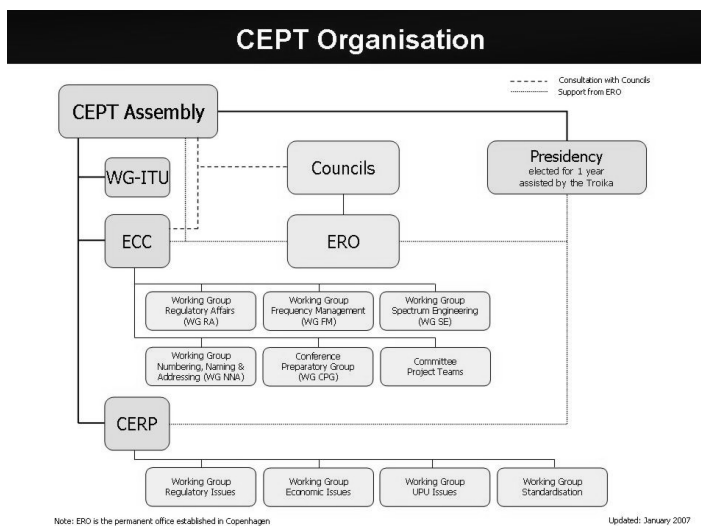 CEPT Organisation
Consultation with Councils
Support from ERO
CEPT Assembly
Presidency
elected for 1 year
assisted by the Troika
Councils
WG-ITU
ECC
ERO
Working Group
Regulatory Affairs
(WG RA)
Working Group
Frequency Management
(WG FM)
Working Group
Spectrum Engineering
(WG SE)
Working Group
Numbering, Naming &
Addressing (WG NNA)
Conference
Preparatory Group
(WG CPG)
Committee
Project Teams
CERP
Working Group
Regulatory Issues
Working Group
Economic Issues
Working Group
UPU Issues
Working Group
Standardisation
Note: ERO is the permanent office established in Copenhagen
Updated: January 2007